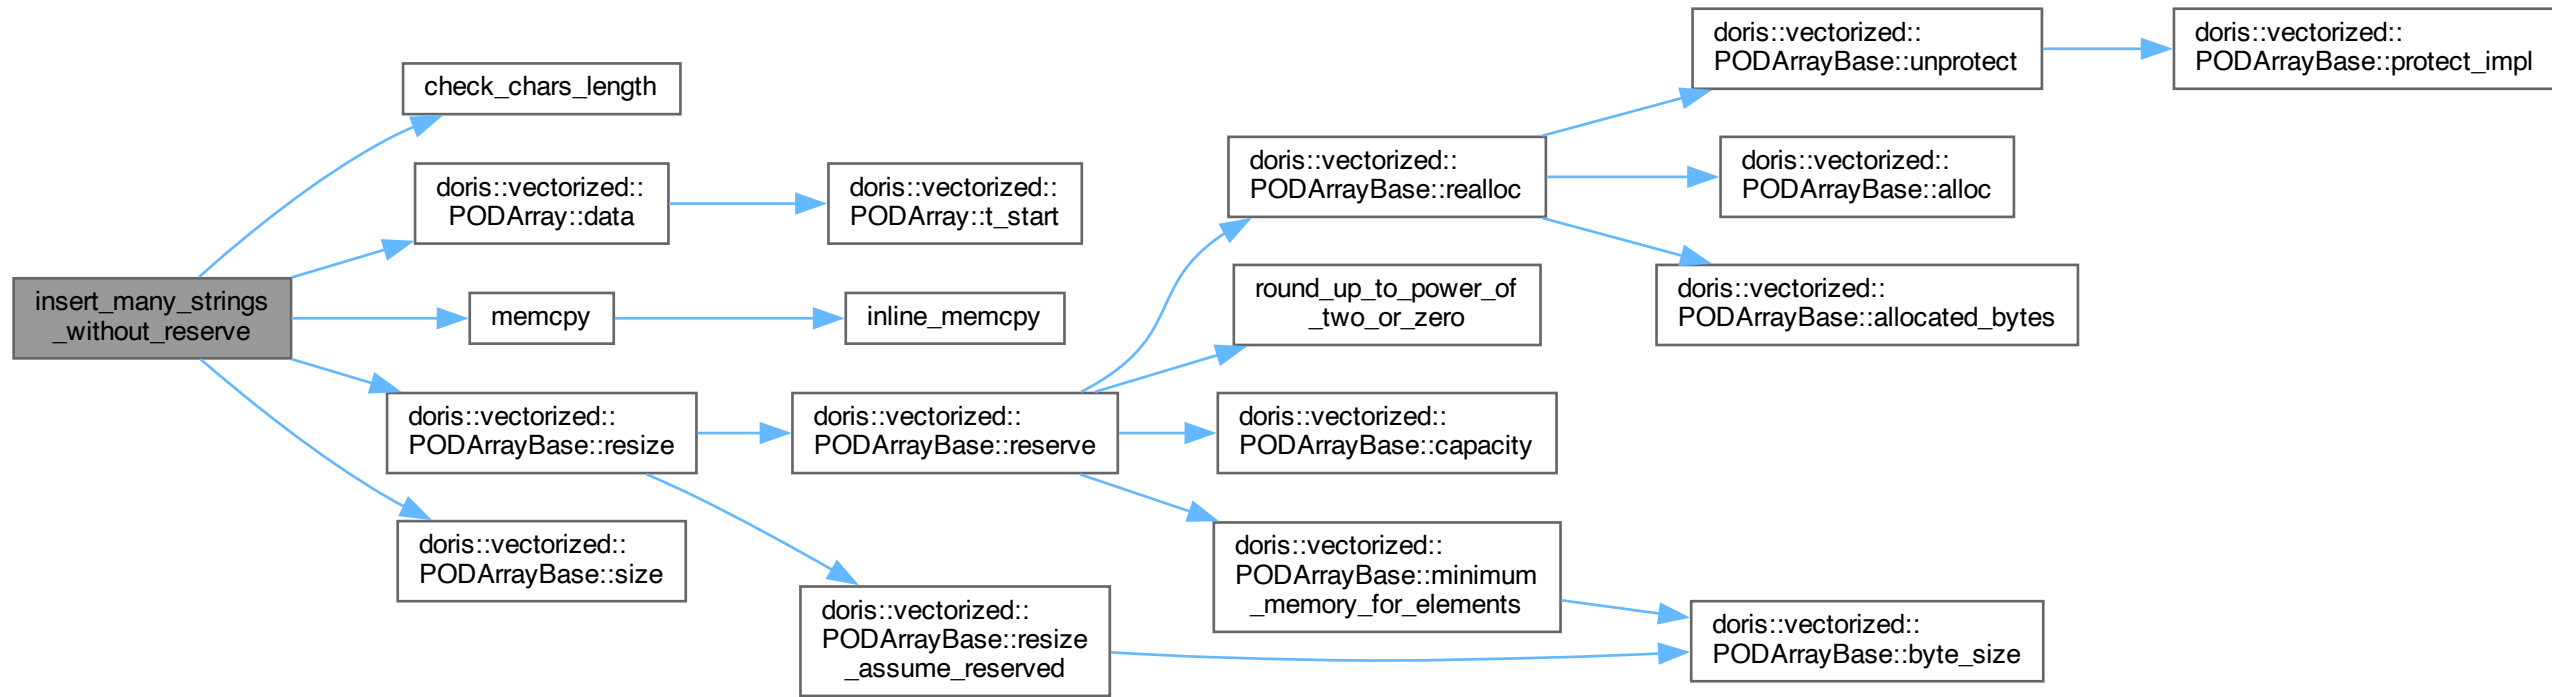 insert_many_strings
_without_reserve
check_chars_length
doris::vectorized::
PODArray::data
memcpy
doris::vectorized::
PODArrayBase::resize
doris::vectorized::
PODArrayBase::size
doris::vectorized::
PODArray::t_start
inline_memcpy
doris::vectorized::
PODArrayBase::reserve
doris::vectorized::
PODArrayBase::resize
_assume_reserved
doris::vectorized::
PODArrayBase::realloc
round_up_to_power_of
_two_or_zero
doris::vectorized::
PODArrayBase::capacity
doris::vectorized::
PODArrayBase::minimum
_memory_for_elements
doris::vectorized::
PODArrayBase::unprotect
doris::vectorized::
PODArrayBase::alloc
doris::vectorized::
PODArrayBase::allocated_bytes
doris::vectorized::
PODArrayBase::byte_size
doris::vectorized::
PODArrayBase::protect_impl